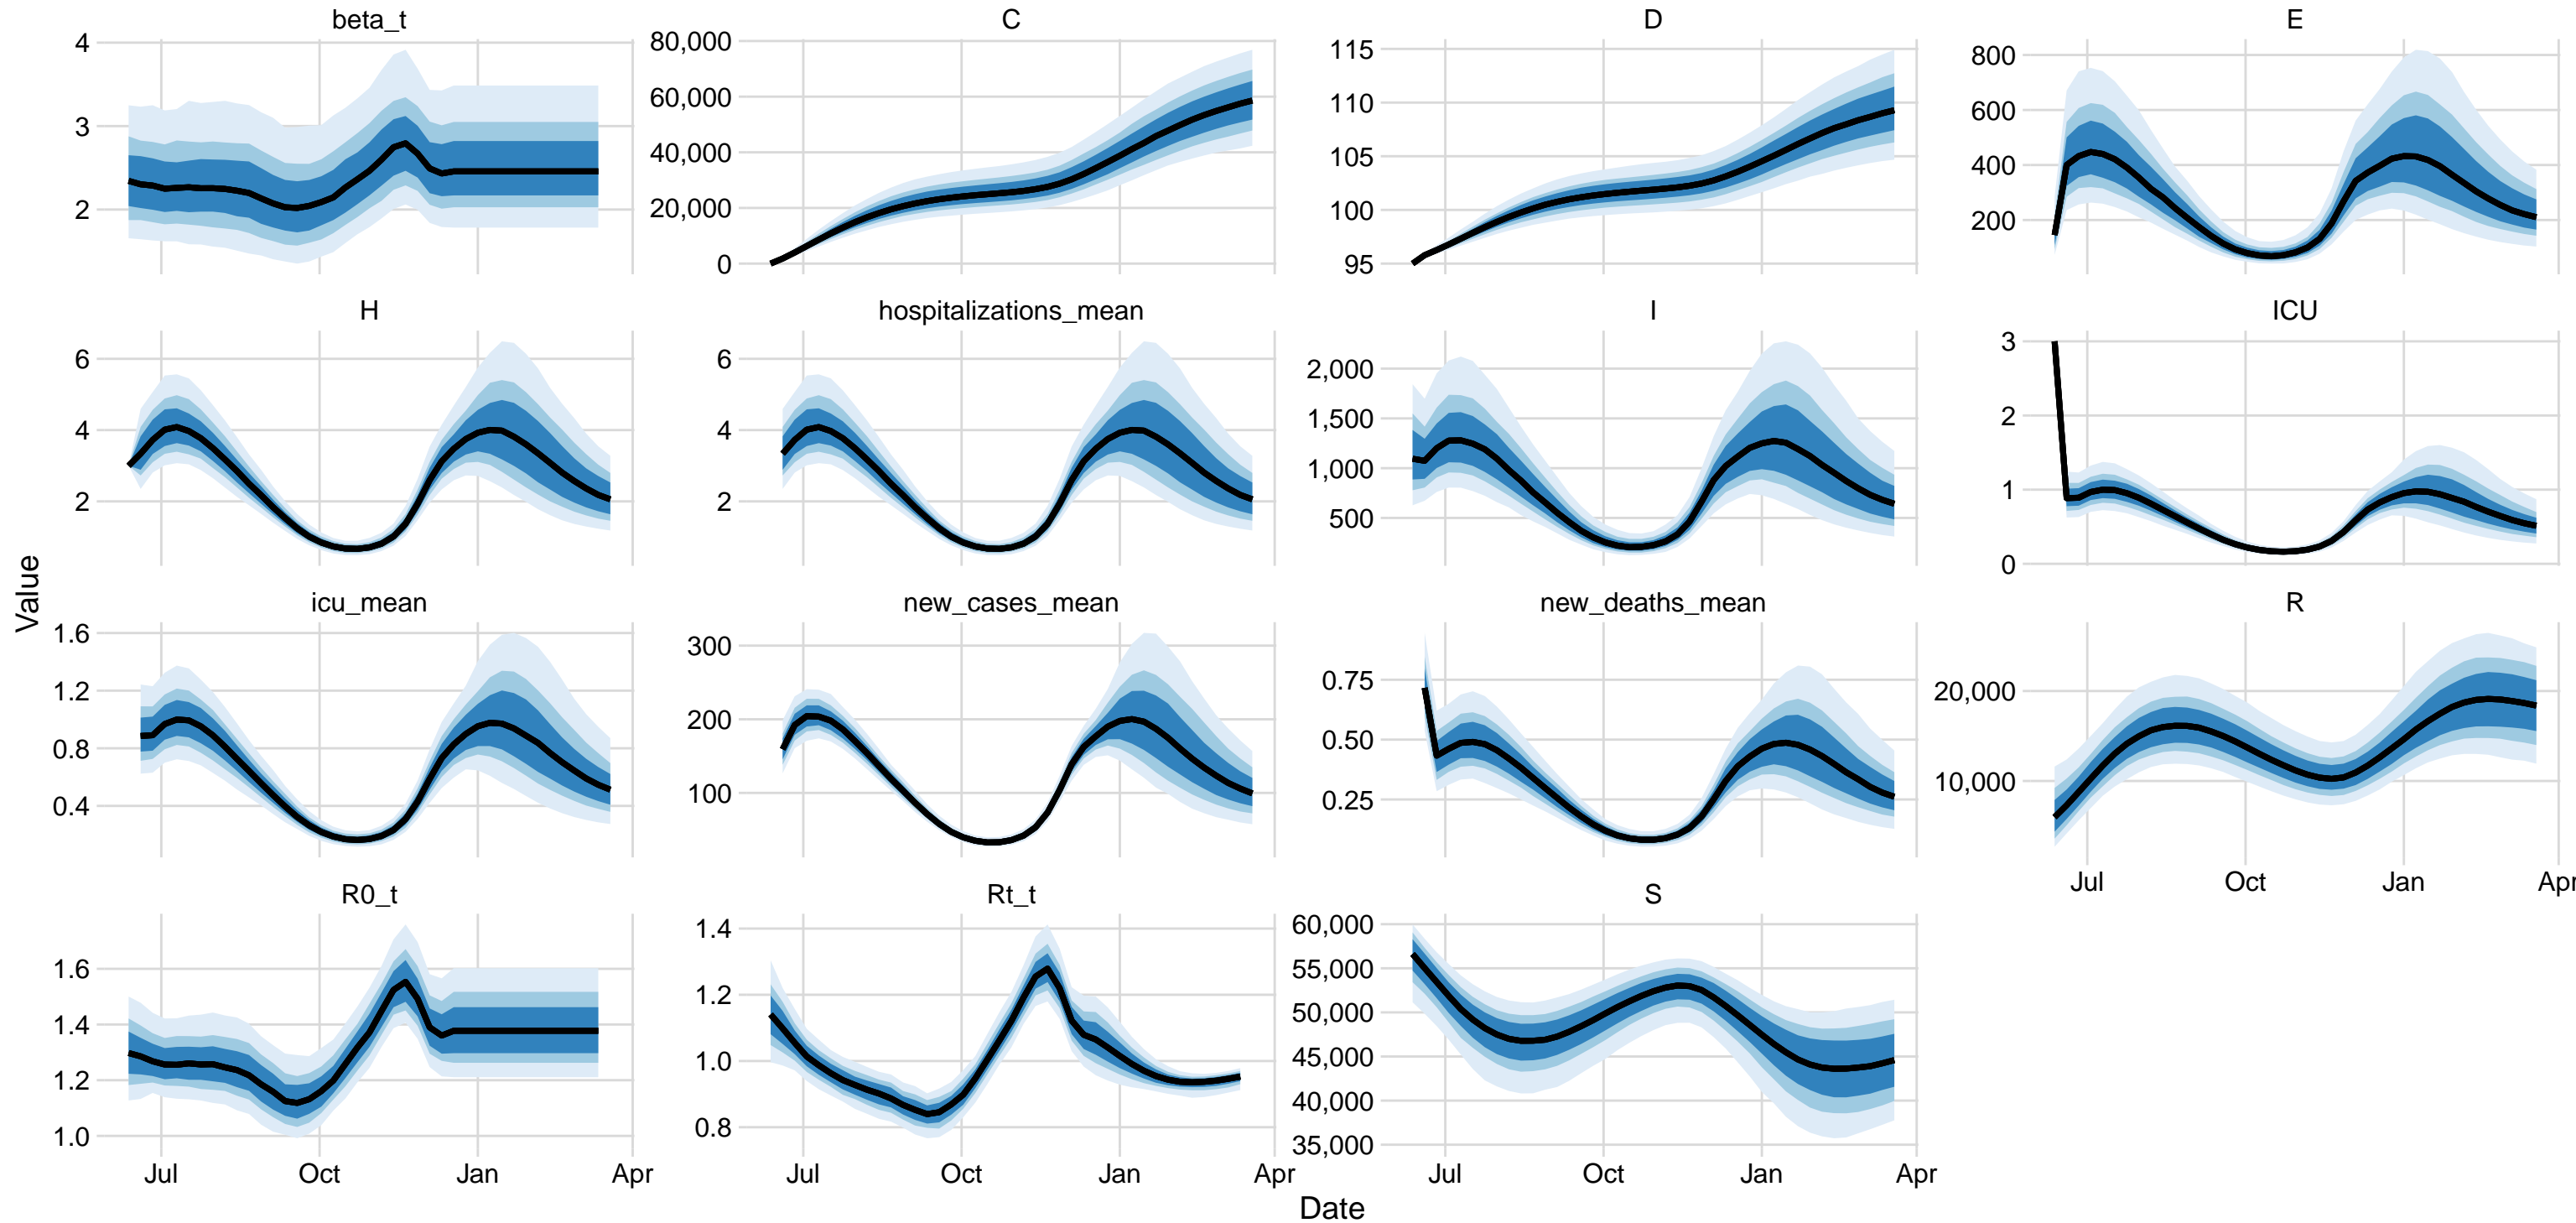 beta_t
4
3
2
C
80,000
60,000
40,000
20,000
0
D
115
110
105
100
95
E
800
600
400
200
H
6
4
2
hospitalizations_mean
6
4
2
I
2,000
1,500
1,000
500
ICU
3
2
1
0
Value
icu_mean
1.6
1.2
0.8
0.4
new_cases_mean
300
200
100
new_deaths_mean
0.75
0.50
0.25
R
20,000
10,000
Jul Oct Jan Apr
R0_t
1.6
1.4
1.2
1.0
Jul Oct Jan Apr
Rt_t
1.4
1.2
1.0
0.8
Jul Oct Jan Apr
S
60,000
55,000
50,000
45,000
40,000
35,000
Jul Oct Jan Apr
Date